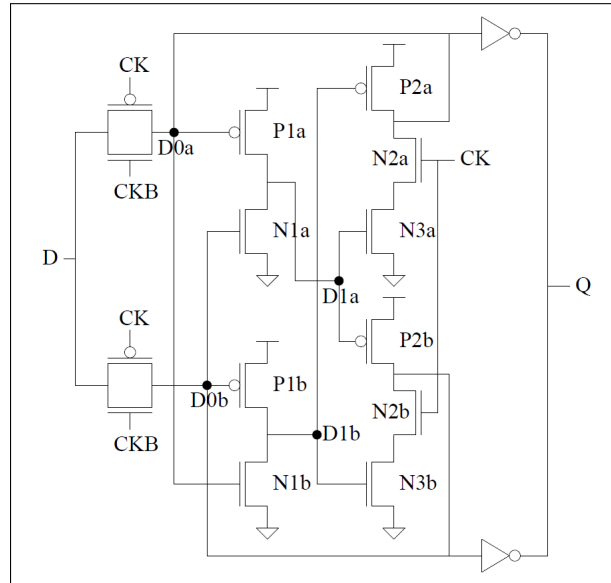 CK
P2a
P1a
D0a
N2a
CK
CKB
N1a
N3a
D
D1a
Q
CK
P2b
P1b
D0b
N2b
CKB
D1b
N1b
N3b